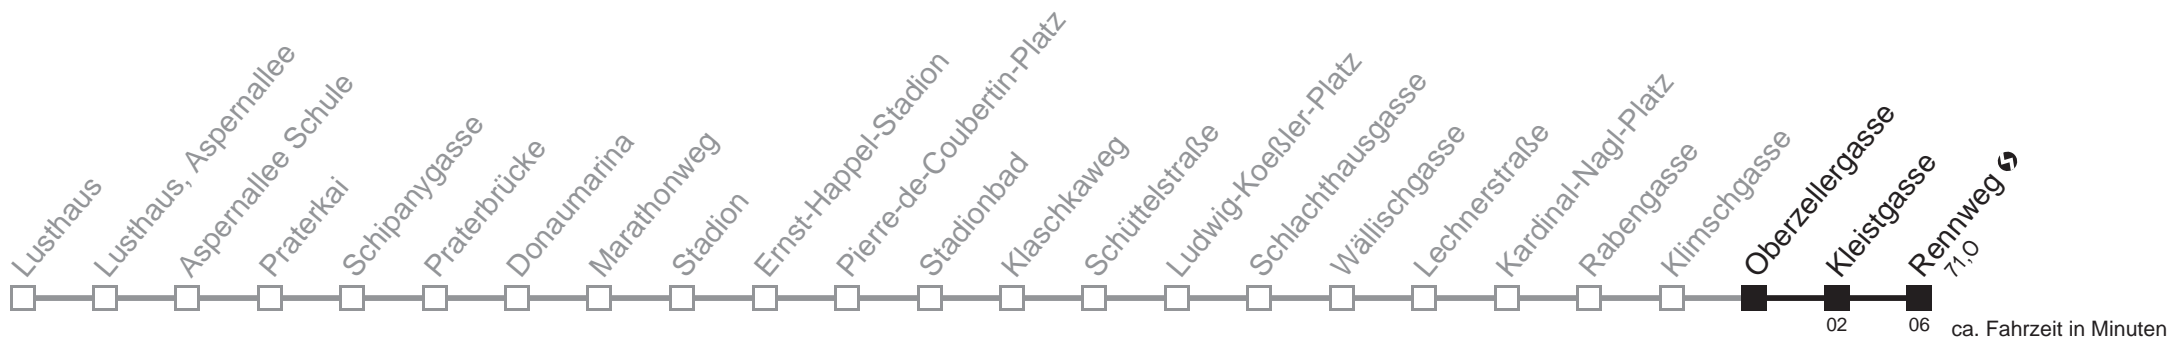 Lusthaus
Lusthaus, Aspernallee
Aspernallee Schule
Praterkai
Schipanygasse
Praterbrücke
Donaumarina
Marathonweg
Stadion
Ernst-Happel-Stadion
Pierre-de-Coubertin-Platz
Stadionbad
Klaschkaweg
Schüttelstraße
Ludwig-Koeßler-Platz
Schlachthausgasse
Wällischgasse
Lechnerstraße
Kardinal-Nagl-Platz
Rabengasse
Klimschgasse
Oberzellergasse
Kleistgasse
Rennweg
71,O
02
06
ca. Fahrzeit in Minuten